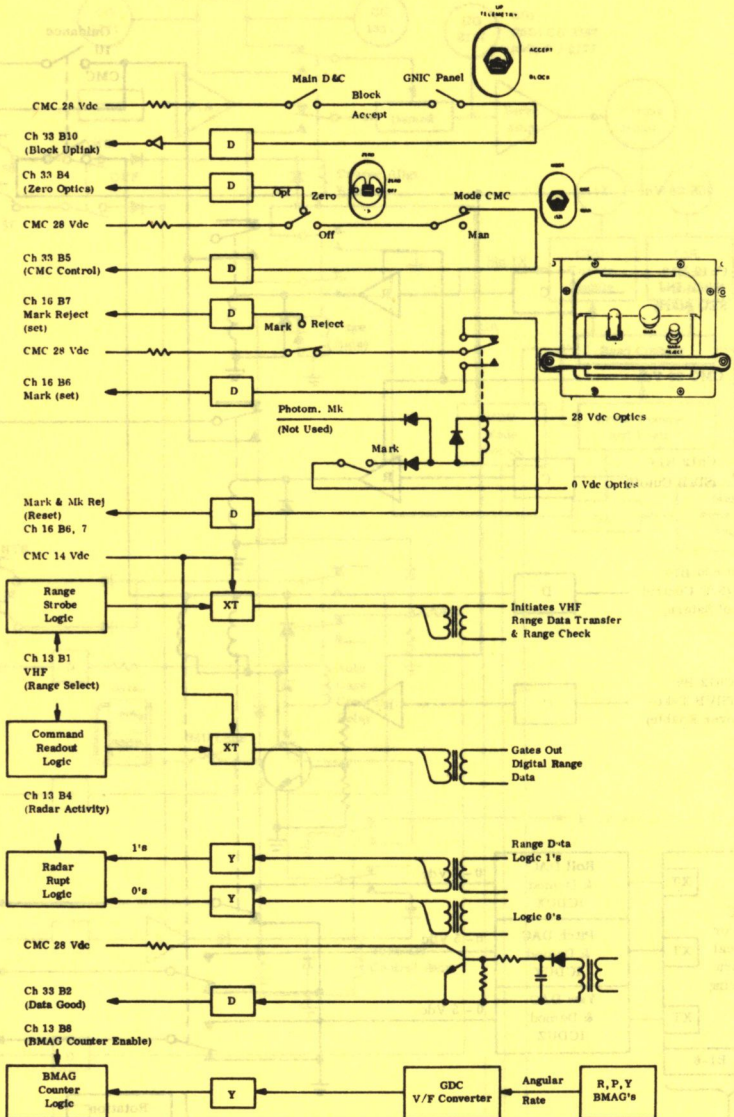 UP
TELEMETRY
ACCEPT
BLOCK
Main D&C
GNIC Panel
Block
CMC 28 Vdc
Accept
Ch 33 B10
(Block Uplink)
D
Ch 33 B4
(Zero Optics)
D
Opt
Zero
ZERO
OFF
Mode CMC
MAN
CMC 28 Vdc
Off
Man
Ch 33 B5
(CMC Control)
D
Ch 16 B7
Mark Reject
(set)
D
Mark
Reject
MARK
MARK
REJECT
CMC 28 Vdc
Ch 16 B6
Mark (set)
D
Photom. Mk
(Not Used)
28 Vdc Optics
Mark
0 Vdc Optics
Mark & Mk Rej
(Reset)
Ch 16 B6, 7
D
CMC 14 Vdc
Range
Strobe
Logic
XT
Initiates VHF
Range Data Transfer
& Range Check
Ch 13 B1
VHF
(Range Select)
Command
Readout
Logic
XT
Gates Out
Digital Range
Data
Ch 13 B4
(Radar Activity)
Radar
Rupt
Logic
1's
Y
Range Data
Logic 1's
0's
Y
Logic 0's
CMC 28 Vdc
Ch 33 B2
(Data Good)
D
Ch 13 B8
(BMAG Counter Enable)
BMAG
Counter
Logic
Y
GDC
V/F Converter
Angular
Rate
R, P, Y
BMAG's